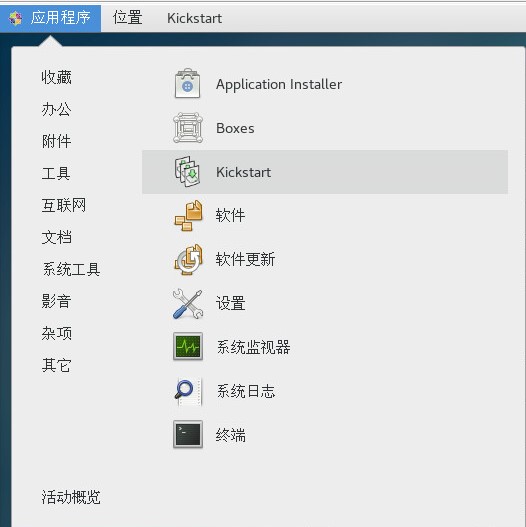 应用程序 位置 Kickstart
收藏
办公
附件
工具
互联网
文档
系统工具
影音
杂项
其它
活动概览
Application Installer
Boxes
Kickstart
软件
软件更新
设置
系统监视器
系统日志
终端